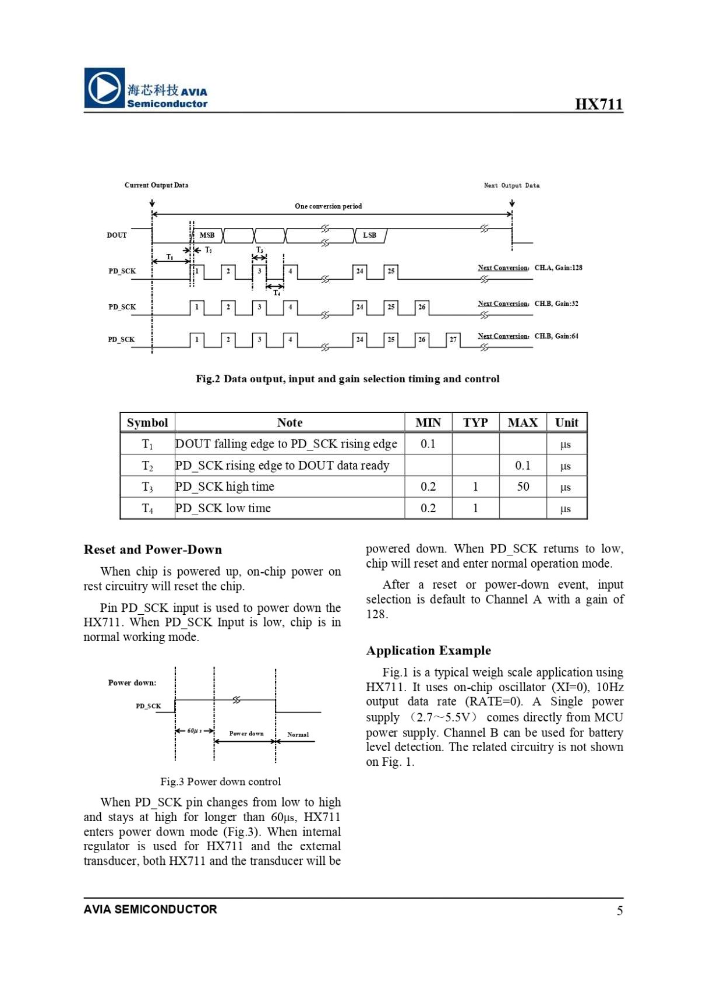 海芯科技 AVIA
Semiconductor
HX711
Current Output Data
Next Output Data
One conversion period
DOUT
MSB
LSB
T₁
T₂
T₃
PD_SCK
1
2
3
4
24
25
Next Conversion: CH.A, Gain:128
T₄
PD_SCK
1
2
3
4
24
25
26
Next Conversion: CH.B, Gain:32
PD_SCK
1
2
3
4
24
25
26
27
Next Conversion: CH.B, Gain:64
Fig.2 Data output, input and gain selection timing and control
Symbol Note MIN TYP MAX Unit
T₁ DOUT falling edge to PD_SCK rising edge 0.1 μs
T₂ PD_SCK rising edge to DOUT data ready 0.1 μs
T₃ PD_SCK high time 0.2 1 50 μs
T₄ PD_SCK low time 0.2 1 μs
Reset and Power-Down
When chip is powered up, on-chip power on
rest circuitry will reset the chip.
Pin PD_SCK input is used to power down the
HX711. When PD_SCK Input is low, chip is in
normal working mode.
Power down:
PD_SCK
60μs
Power down
Normal
Fig.3 Power down control
When PD_SCK pin changes from low to high
and stays at high for longer than 60μs, HX711
enters power down mode (Fig.3). When internal
regulator is used for HX711 and the external
transducer, both HX711 and the transducer will be
powered down. When PD_SCK returns to low,
chip will reset and enter normal operation mode.
After a reset or power-down event, input
selection is default to Channel A with a gain of
128.
Application Example
Fig.1 is a typical weigh scale application using
HX711. It uses on-chip oscillator (XI=0), 10Hz
output data rate (RATE=0). A Single power
supply （2.7～5.5V） comes directly from MCU
power supply. Channel B can be used for battery
level detection. The related circuitry is not shown
on Fig. 1.
AVIA SEMICONDUCTOR
5